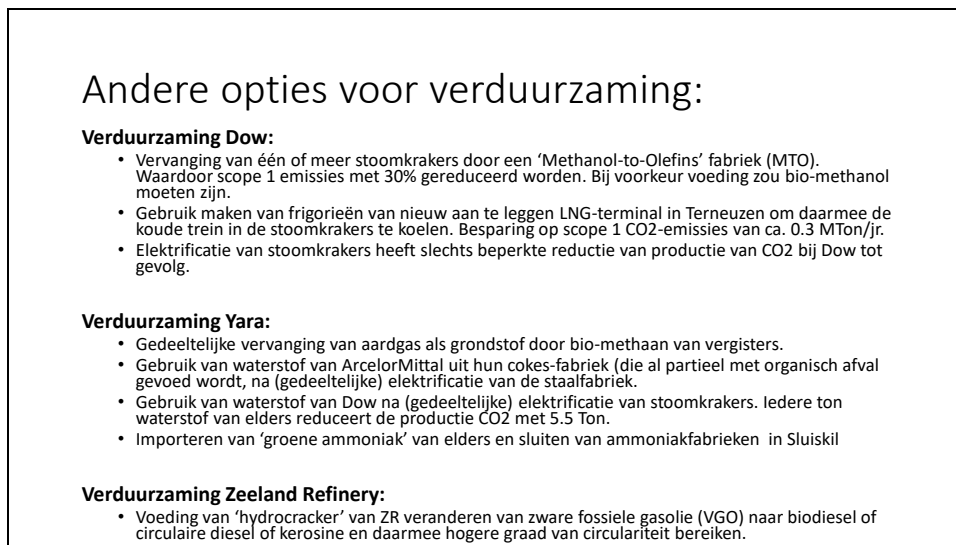 Andere opties voor verduurzaming:
Verduurzaming Dow:
• Vervanging van één of meer stoomkrakers door een ‘Methanol-to-Olefins’ fabriek (MTO).
Waardoor scope 1 emissies met 30% gereduceerd worden. Bij voorkeur voeding zou bio-methanol
moeten zijn.
• Gebruik maken van frigorieën van nieuw aan te leggen LNG-terminal in Terneuzen om daarmee de
koude trein in de stoomkrakers te koelen. Besparing op scope 1 CO2-emissies van ca. 0.3 MTon/jr.
• Elektrificatie van stoomkrakers heeft slechts beperkte reductie van productie van CO2 bij Dow tot
gevolg.
Verduurzaming Yara:
• Gedeeltelijke vervanging van aardgas als grondstof door bio-methaan van vergisters.
• Gebruik van waterstof van ArcelorMittal uit hun cokes-fabriek (die al partieel met organisch afval
gevoed wordt, na (gedeeltelijke) elektrificatie van de staalfabriek.
• Gebruik van waterstof van Dow na (gedeeltelijke) elektrificatie van stoomkrakers. Iedere ton
waterstof van elders reduceert de productie CO2 met 5.5 Ton.
• Importeren van ‘groene ammoniak’ van elders en sluiten van ammoniakfabrieken in Sluiskil
Verduurzaming Zeeland Refinery:
• Voeding van ‘hydrocracker’ van ZR veranderen van zware fossiele gasolie (VGO) naar biodiesel of
circulaire diesel of kerosine en daarmee hogere graad van circulariteit bereiken.